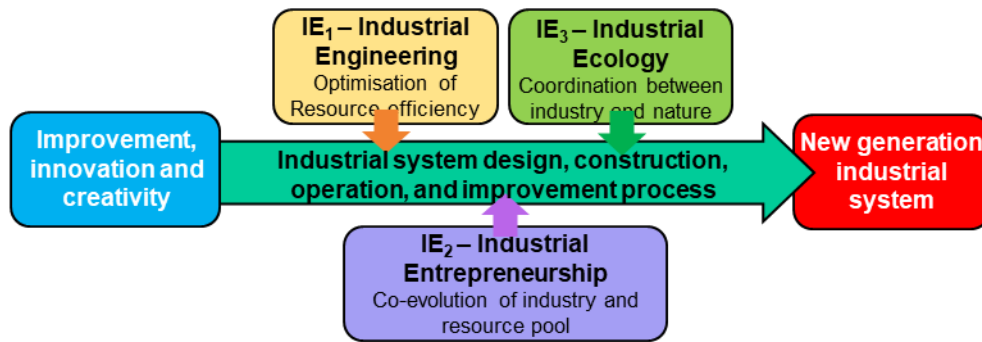 IE₁ – Industrial
Engineering
Optimisation of
Resource efficiency
IE₃ – Industrial
Ecology
Coordination between
industry and nature
Improvement,
innovation and
creativity
Industrial system design, construction,
operation, and improvement process
New generation
industrial
system
IE₂ – Industrial
Entrepreneurship
Co-evolution of industry and
resource pool